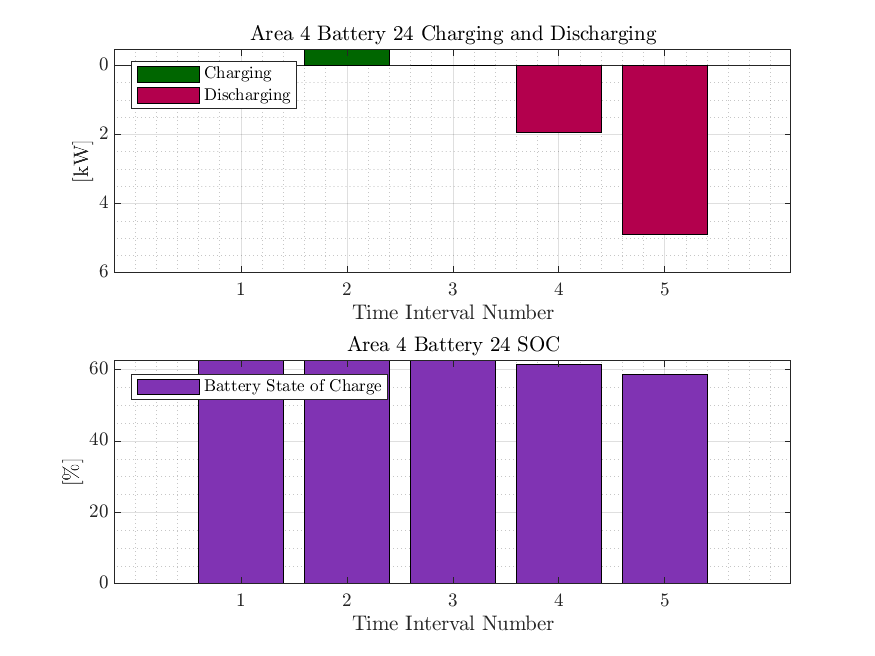 Area 4 Battery 24 Charging and Discharging
0
2
4
6
[kW]
Charging
Discharging
1 2 3 4 5
Time Interval Number
Area 4 Battery 24 SOC
60
40
20
0
[%]
Battery State of Charge
1 2 3 4 5
Time Interval Number